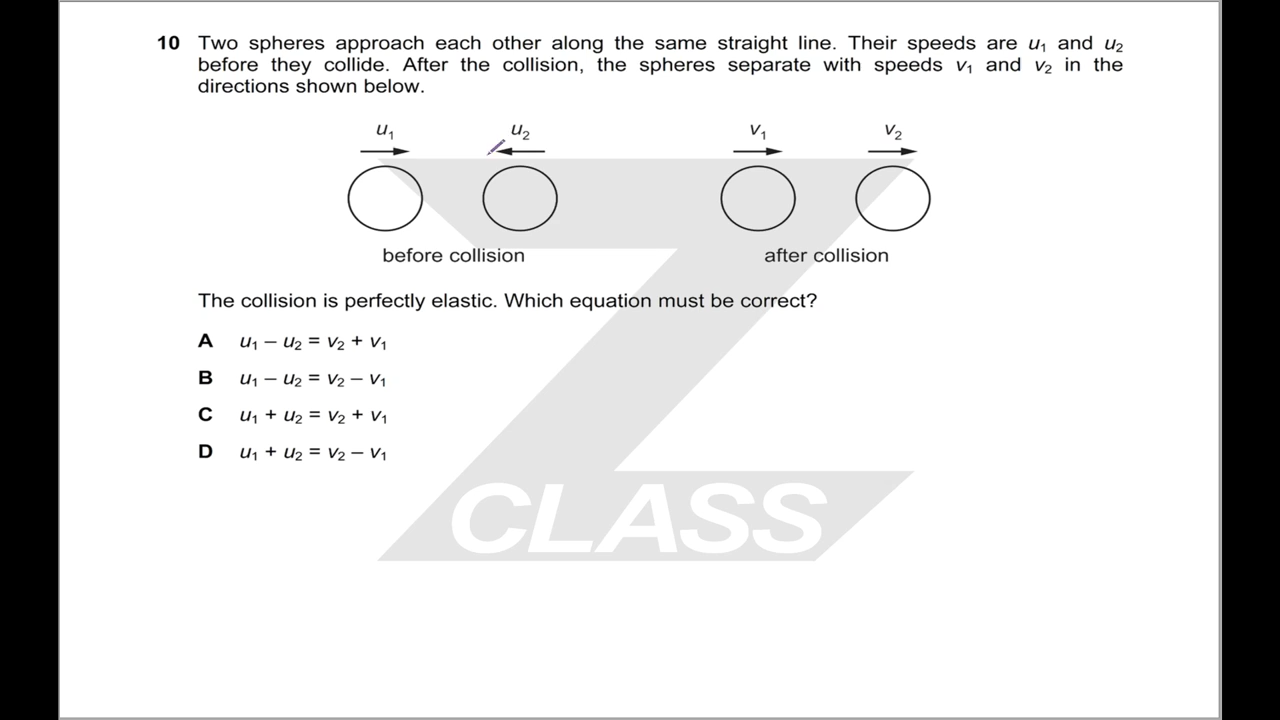 10 Two spheres approach each other along the same straight line. Their speeds are u₁ and u₂
before they collide. After the collision, the spheres separate with speeds v₁ and v₂ in the
directions shown below.
u₁ u₂ v₁ v₂
before collision after collision
The collision is perfectly elastic. Which equation must be correct?
A u₁ – u₂ = v₂ + v₁
B u₁ – u₂ = v₂ – v₁
C u₁ + u₂ = v₂ + v₁
D u₁ + u₂ = v₂ – v₁
Z
CLASS